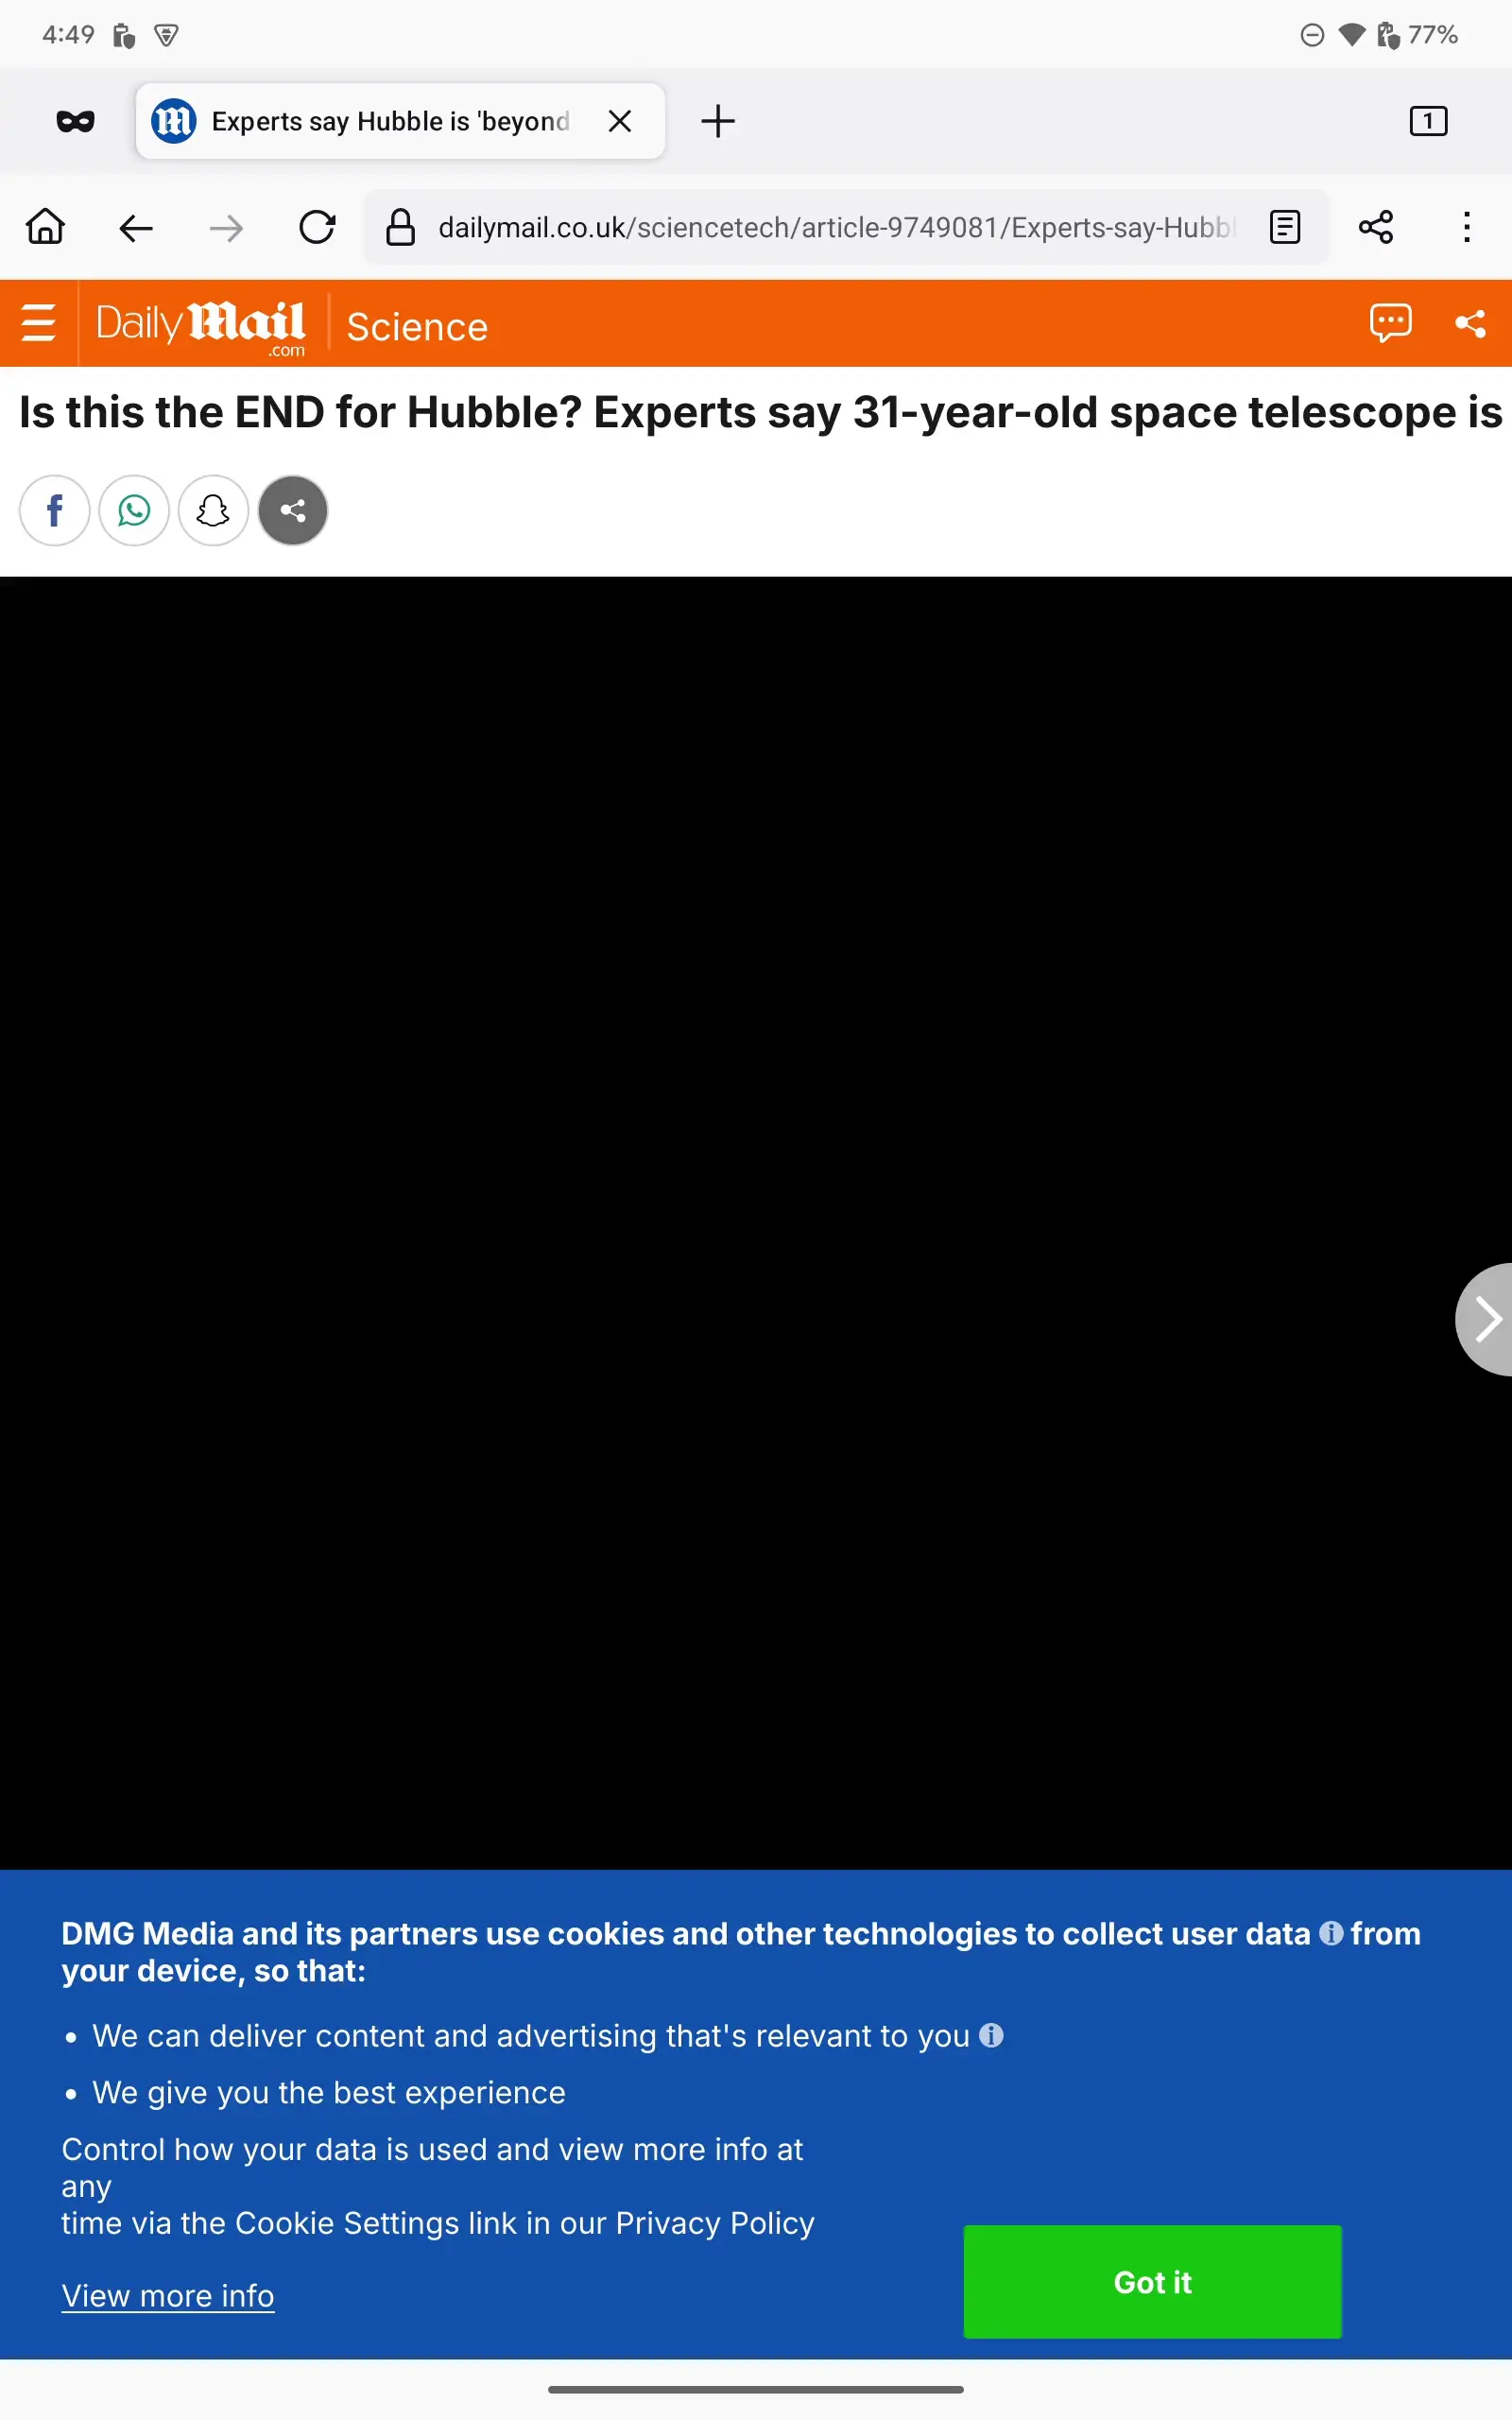 4:49
77%
Experts say Hubble is 'beyond
1
dailymail.co.uk/sciencetech/article-9749081/Experts-say-Hubbl
Daily Mail .com Science
Is this the END for Hubble? Experts say 31-year-old space telescope is
DMG Media and its partners use cookies and other technologies to collect user data i from
your device, so that:
• We can deliver content and advertising that's relevant to you i
• We give you the best experience
Control how your data is used and view more info at
any
time via the Cookie Settings link in our Privacy Policy
Got it
View more info